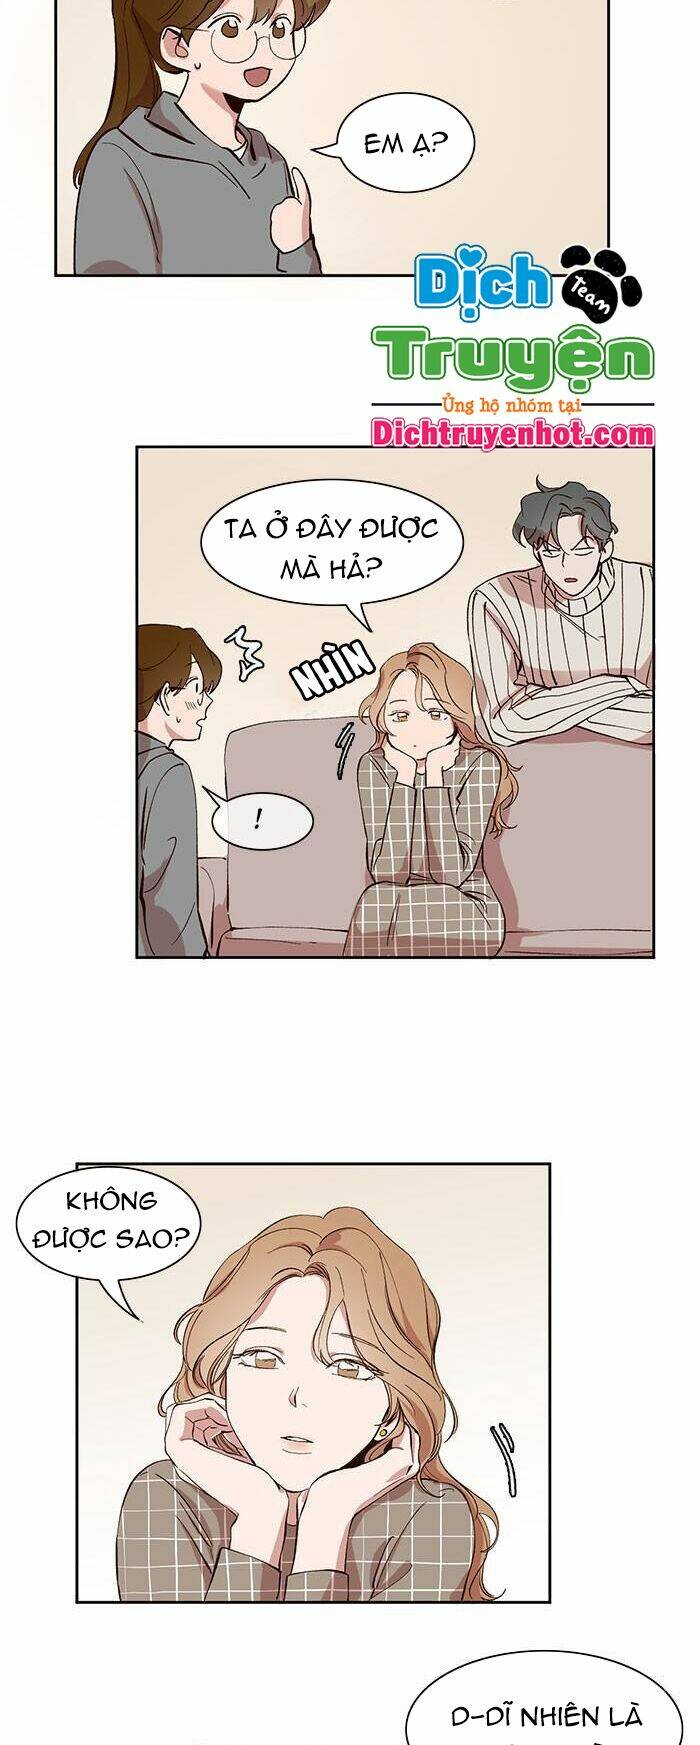 EM Ạ?
Dịch
Team
Truyện
Ủng hộ nhóm tại
Dichtruyenhot.com
TA Ở ĐÂY ĐƯỢC
MÀ HẢ?
NHÌN
!
KHÔNG
ĐƯỢC SAO?
D-DĨ NHIÊN LÀ